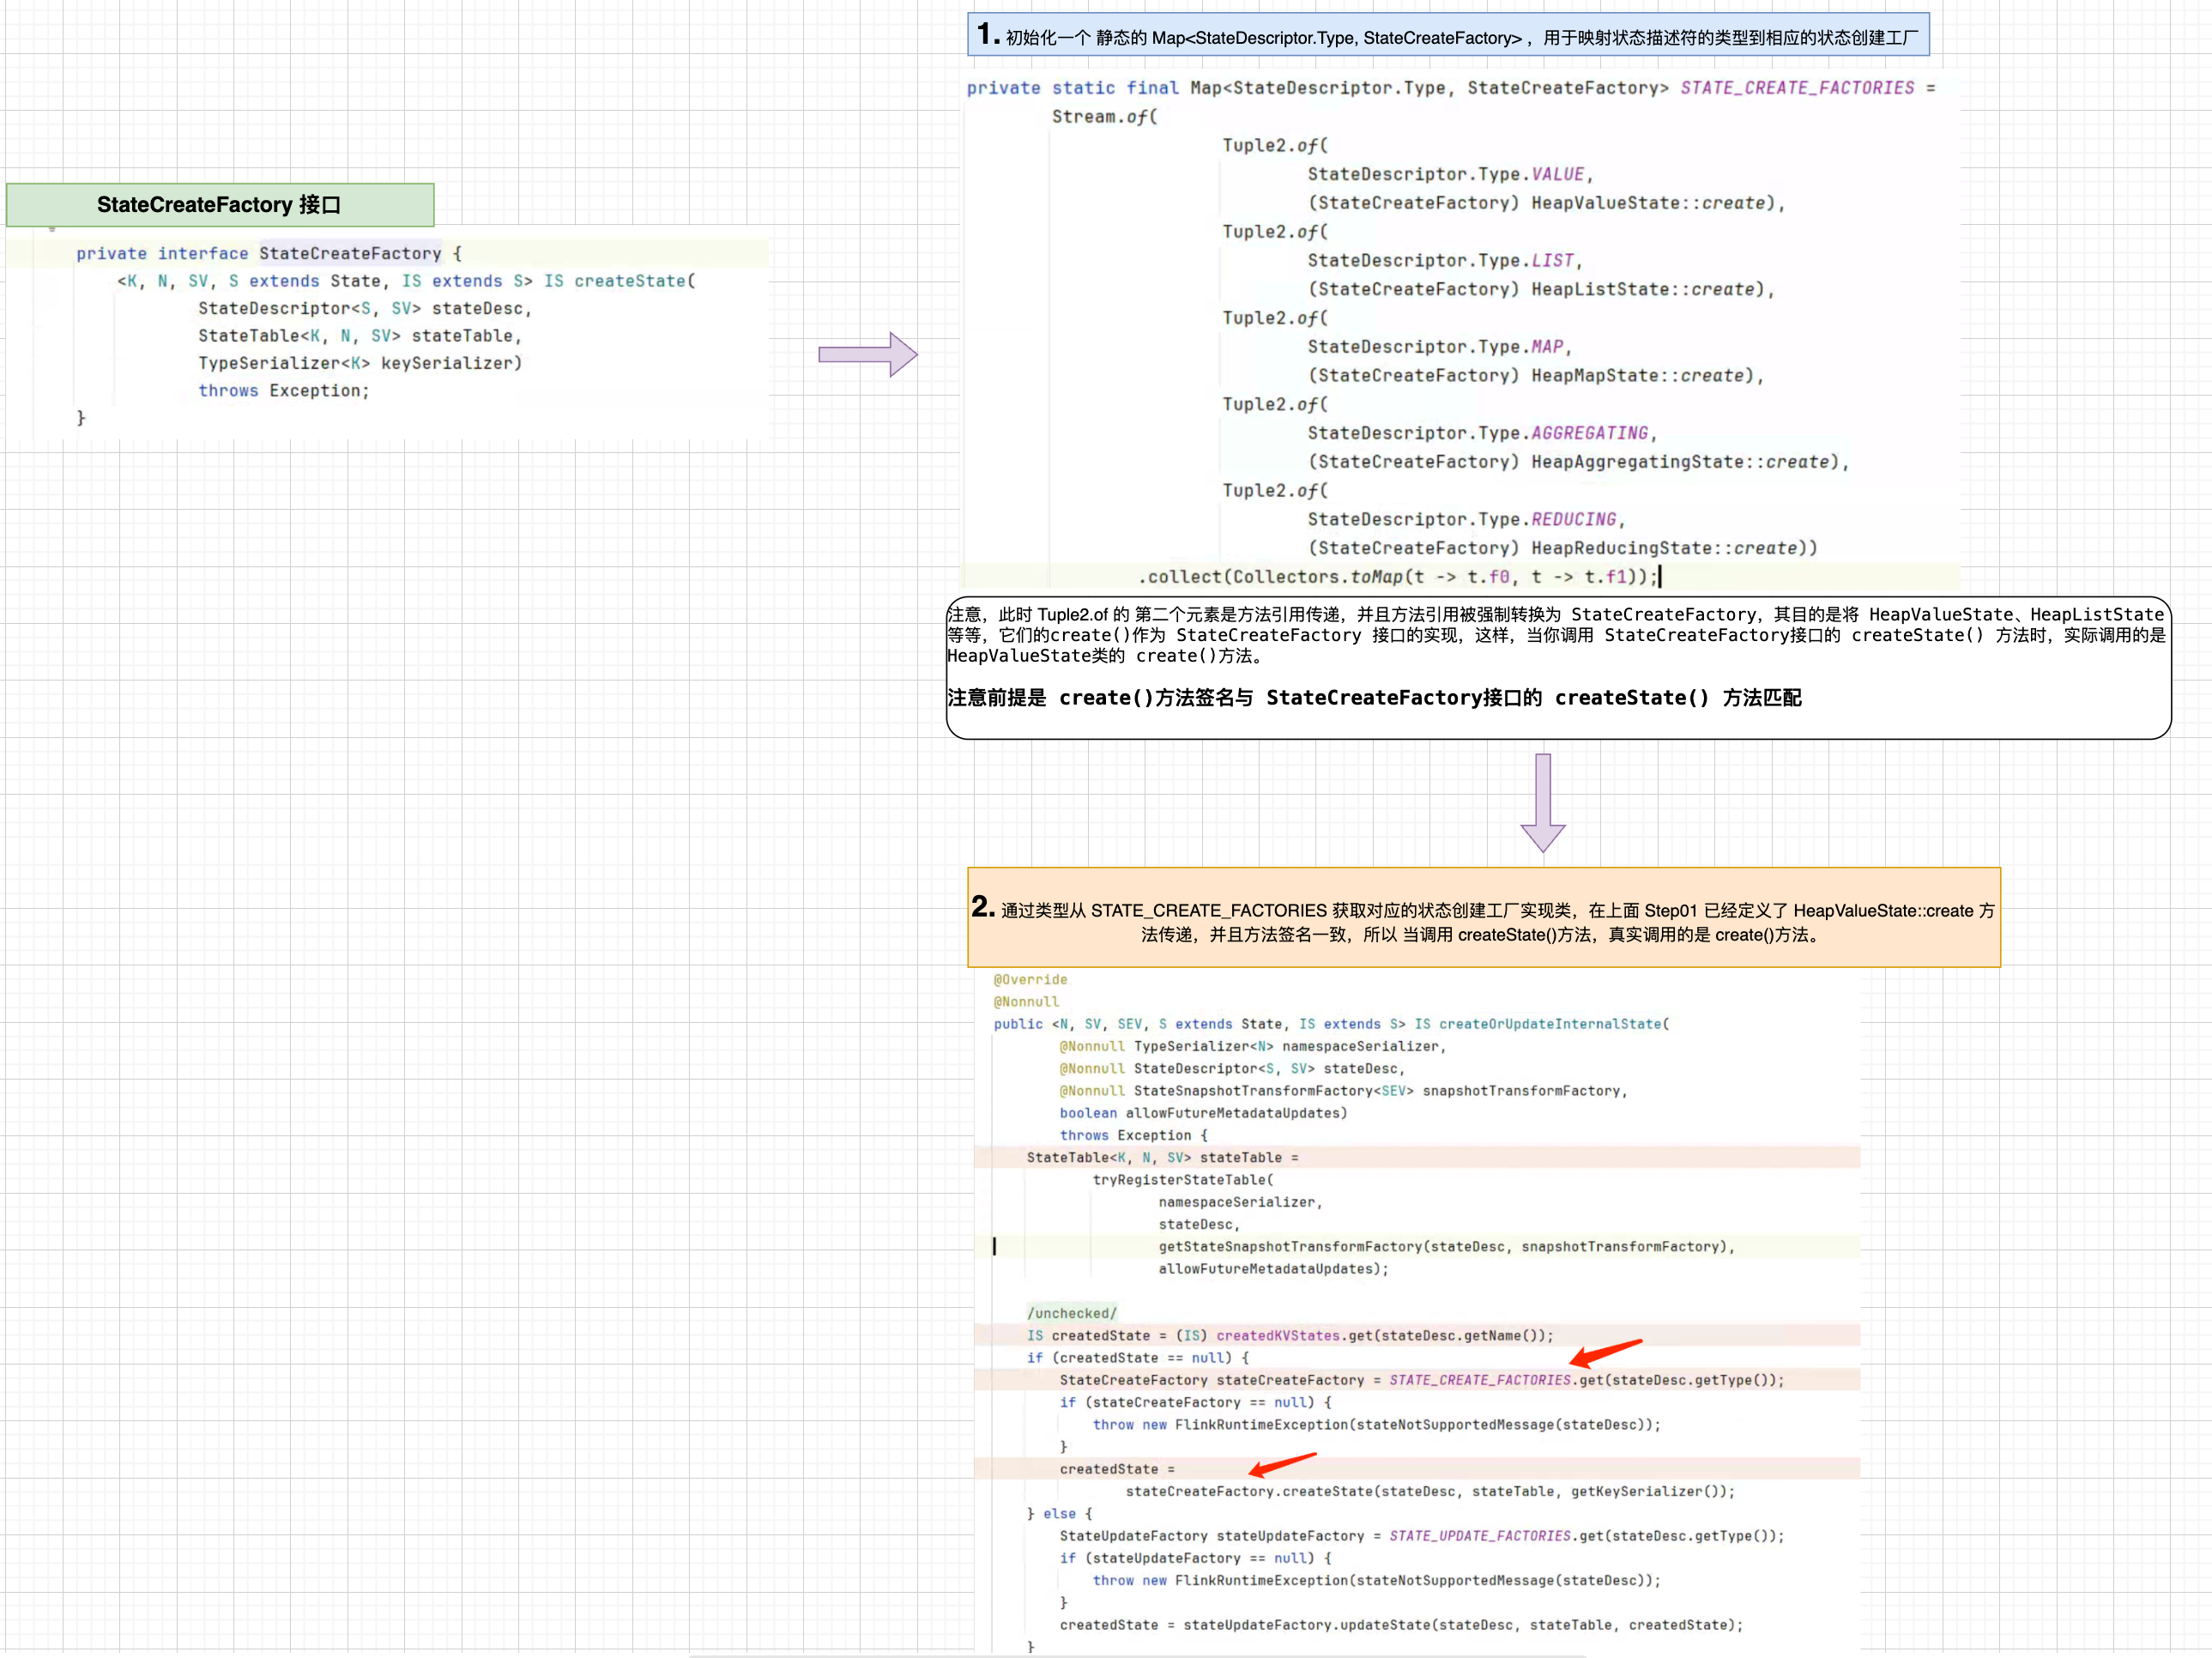 StateCreateFactory 接口
private interface StateCreateFactory {
<K, N, SV, S extends State, IS extends S> IS createState(
StateDescriptor<S, SV> stateDesc,
StateTable<K, N, SV> stateTable,
TypeSerializer<K> keySerializer)
throws Exception;
}
1. 初始化一个 静态的 Map<StateDescriptor.Type, StateCreateFactory> ，用于映射状态描述符的类型到相应的状态创建工厂
private static final Map<StateDescriptor.Type, StateCreateFactory> STATE_CREATE_FACTORIES =
Stream.of(
Tuple2.of(
StateDescriptor.Type.VALUE,
(StateCreateFactory) HeapValueState::create),
Tuple2.of(
StateDescriptor.Type.LIST,
(StateCreateFactory) HeapListState::create),
Tuple2.of(
StateDescriptor.Type.MAP,
(StateCreateFactory) HeapMapState::create),
Tuple2.of(
StateDescriptor.Type.AGGREGATING,
(StateCreateFactory) HeapAggregatingState::create),
Tuple2.of(
StateDescriptor.Type.REDUCING,
(StateCreateFactory) HeapReducingState::create))
.collect(Collectors.toMap(t -> t.f0, t -> t.f1));
注意，此时 Tuple2.of 的 第二个元素是方法引用传递，并且方法引用被强制转换为 StateCreateFactory，其目的是将 HeapValueState、HeapListState
等等，它们的create()作为 StateCreateFactory 接口的实现，这样，当你调用 StateCreateFactory接口的 createState() 方法时，实际调用的是
HeapValueState类的 create()方法。
注意前提是 create()方法签名与 StateCreateFactory接口的 createState() 方法匹配
2. 通过类型从 STATE_CREATE_FACTORIES 获取对应的状态创建工厂实现类，在上面 Step01 已经定义了 HeapValueState::create 方
法传递，并且方法签名一致，所以 当调用 createState()方法，真实调用的是 create()方法。
@Override
@Nonnull
public <N, SV, SEV, S extends State, IS extends S> IS createOrUpdateInternalState(
@Nonnull TypeSerializer<N> namespaceSerializer,
@Nonnull StateDescriptor<S, SV> stateDesc,
@Nonnull StateSnapshotTransformFactory<SEV> snapshotTransformFactory,
boolean allowFutureMetadataUpdates)
throws Exception {
StateTable<K, N, SV> stateTable =
tryRegisterStateTable(
namespaceSerializer,
stateDesc,
getStateSnapshotTransformFactory(stateDesc, snapshotTransformFactory),
allowFutureMetadataUpdates);
/unchecked/
IS createdState = (IS) createdKVStates.get(stateDesc.getName());
if (createdState == null) {
StateCreateFactory stateCreateFactory = STATE_CREATE_FACTORIES.get(stateDesc.getType());
if (stateCreateFactory == null) {
throw new FlinkRuntimeException(stateNotSupportedMessage(stateDesc));
}
createdState =
stateCreateFactory.createState(stateDesc, stateTable, getKeySerializer());
} else {
StateUpdateFactory stateUpdateFactory = STATE_UPDATE_FACTORIES.get(stateDesc.getType());
if (stateUpdateFactory == null) {
throw new FlinkRuntimeException(stateNotSupportedMessage(stateDesc));
}
createdState = stateUpdateFactory.updateState(stateDesc, stateTable, createdState);
}